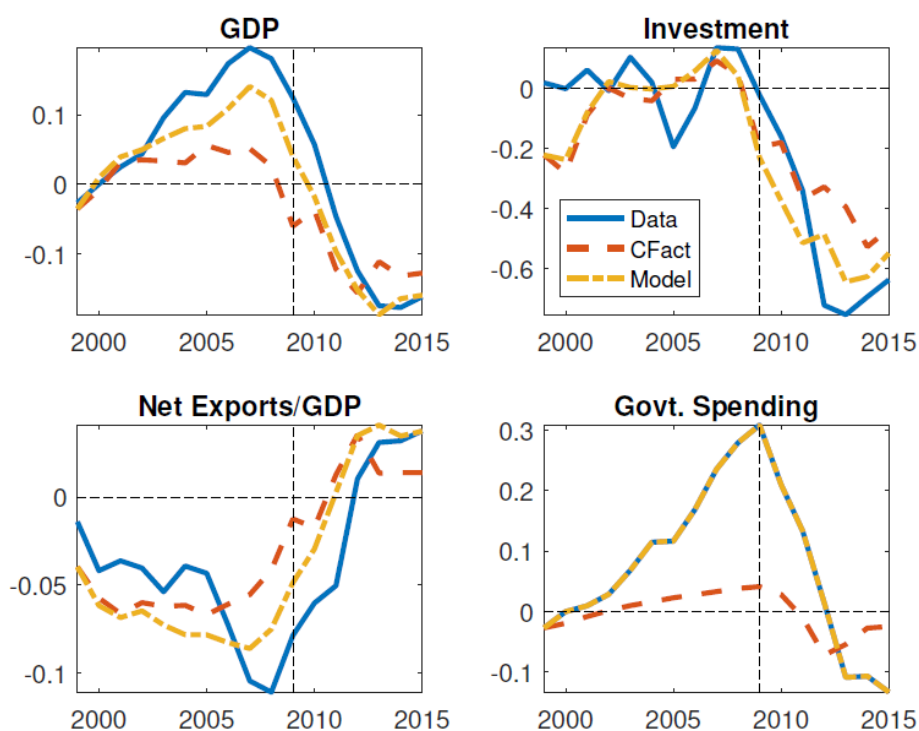 GDP
0.1
0
-0.1
2000 2005 2010 2015
Investment
0
-0.2
-0.4
-0.6
Data
CFact
Model
2000 2005 2010 2015
Net Exports/GDP
0
-0.05
-0.1
2000 2005 2010 2015
Govt. Spending
0.3
0.2
0.1
0
-0.1
2000 2005 2010 2015